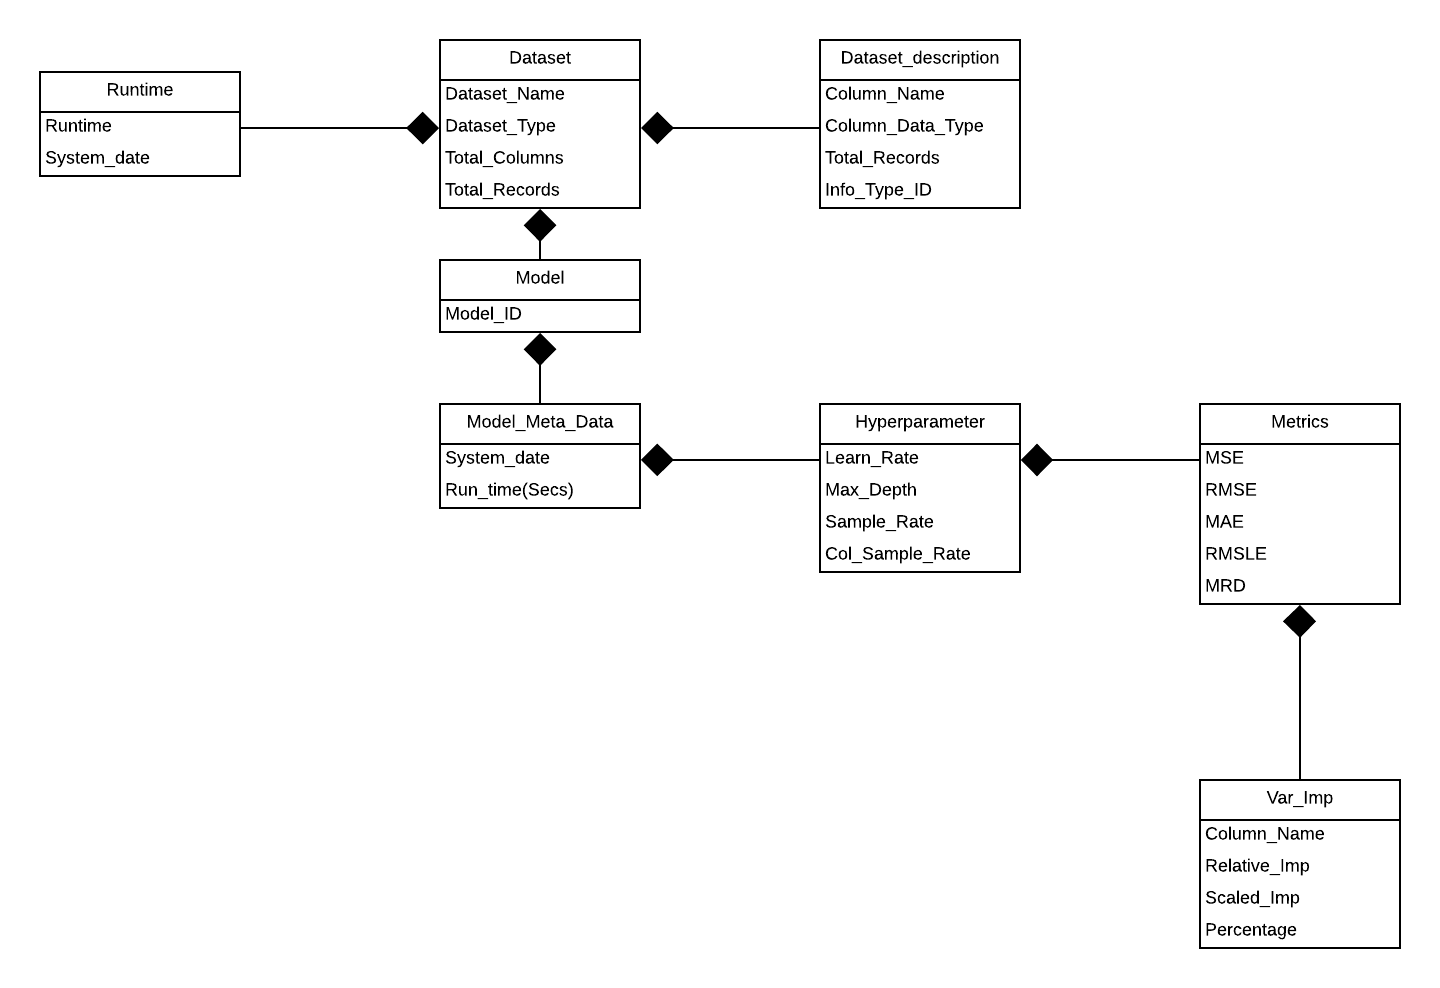 Runtime
Runtime
System_date
Dataset
Dataset_Name
Dataset_Type
Total_Columns
Total_Records
Dataset_description
Column_Name
Column_Data_Type
Total_Records
Info_Type_ID
Model
Model_ID
Model_Meta_Data
System_date
Run_time(Secs)
Hyperparameter
Learn_Rate
Max_Depth
Sample_Rate
Col_Sample_Rate
Metrics
MSE
RMSE
MAE
RMSLE
MRD
Var_Imp
Column_Name
Relative_Imp
Scaled_Imp
Percentage